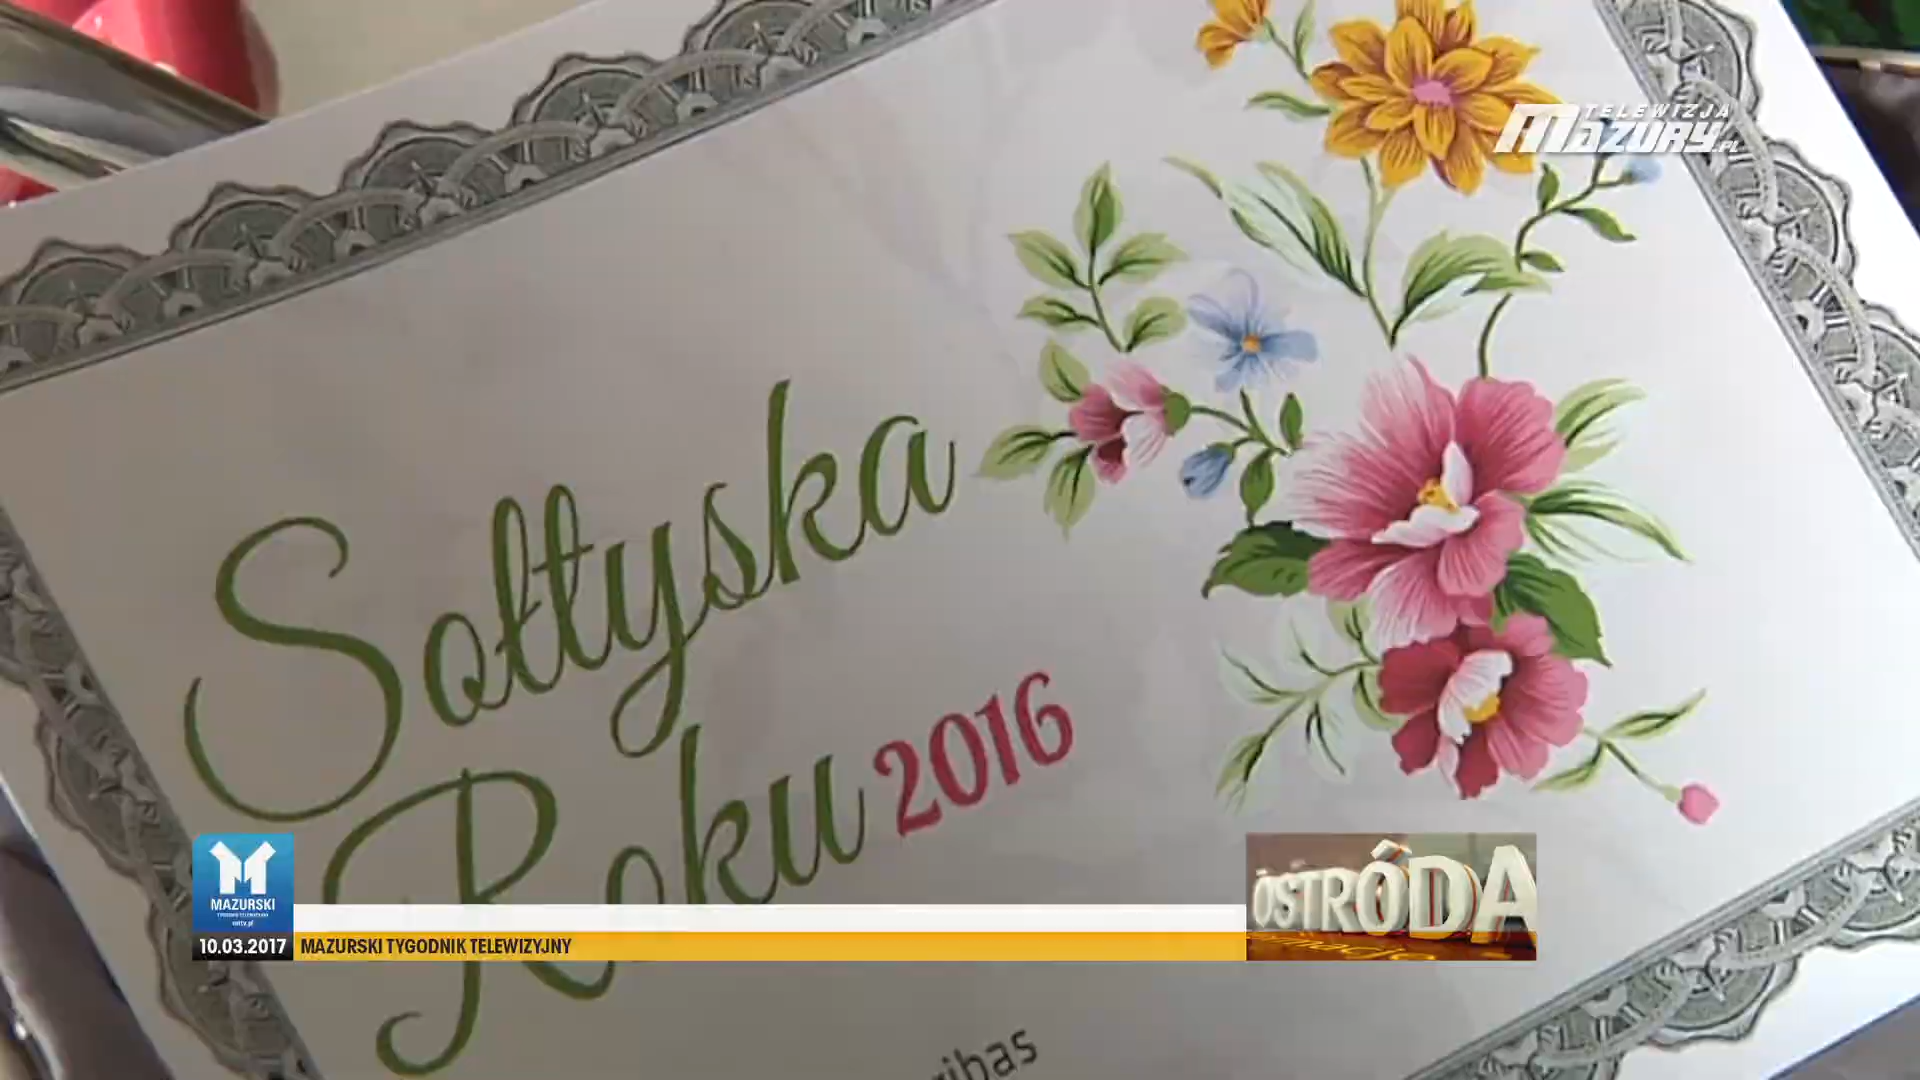 TELEWIZJA
MAZURY.PL
Sołtyska
Roku 2016
MAZURSKI
10.03.2017
MAZURSKI TYGODNIK TELEWIZYJNY
OSTRÓDA